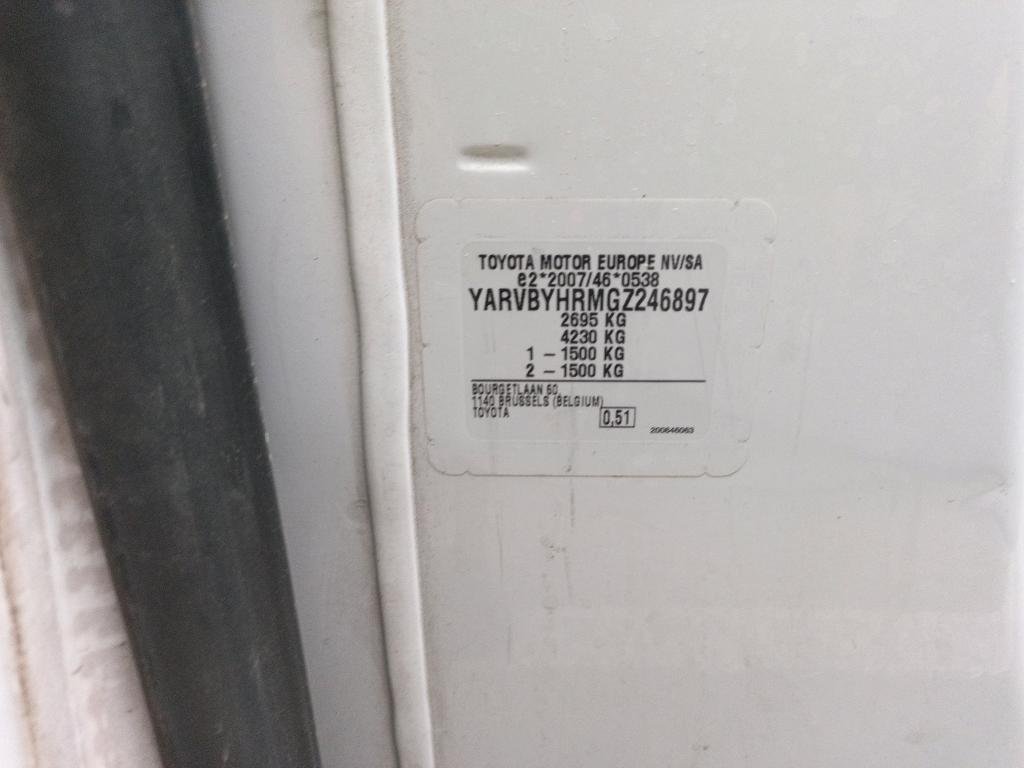 TOYOTA MOTOR EUROPE NV/SA
e2*2007/46*0538
YARVBYHRMGZ246897
2695 KG
4230 KG
1 – 1500 KG
2 – 1500 KG
BOURGETLAAN 60
1140 BRUSSELS (BELGIUM)
TOYOTA
0,51
200646063